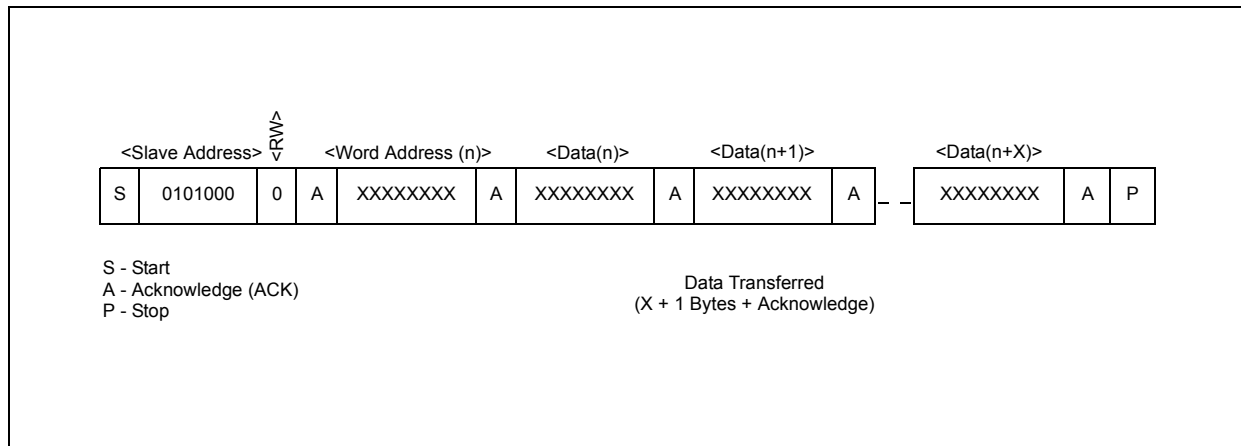 <RW>
<Slave Address> <Word Address (n)> <Data(n)> <Data(n+1)> <Data(n+X)>
S 0101000 0 A XXXXXXXX A XXXXXXXX A XXXXXXXX A XXXXXXXX A P
S - Start
A - Acknowledge (ACK)
P - Stop
Data Transferred
(X + 1 Bytes + Acknowledge)